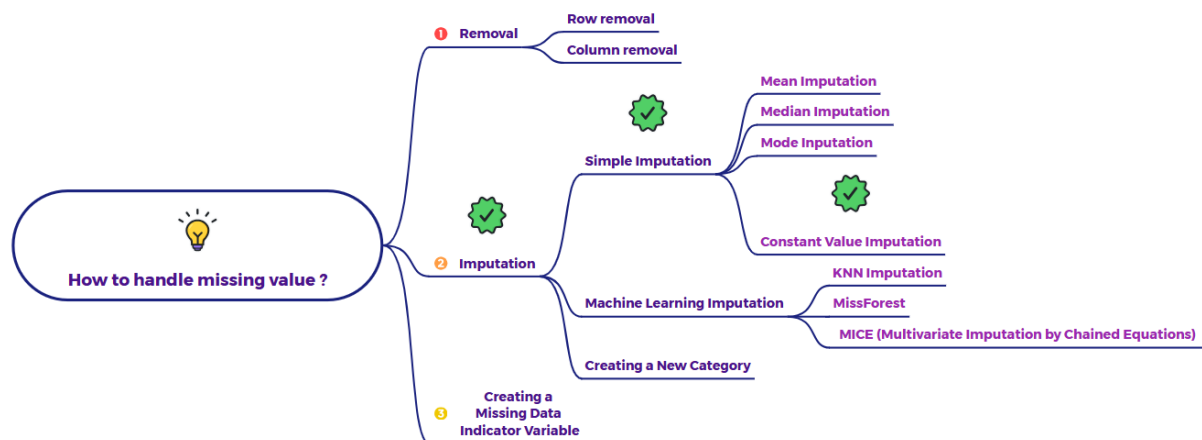 How to handle missing value ?
1 Removal
Row removal
Column removal
2 Imputation
Simple Imputation
Mean Imputation
Median Imputation
Mode Inputation
Constant Value Imputation
Machine Learning Imputation
KNN Imputation
MissForest
MICE (Multivariate Imputation by Chained Equations)
Creating a New Category
3 Creating a
Missing Data
Indicator Variable